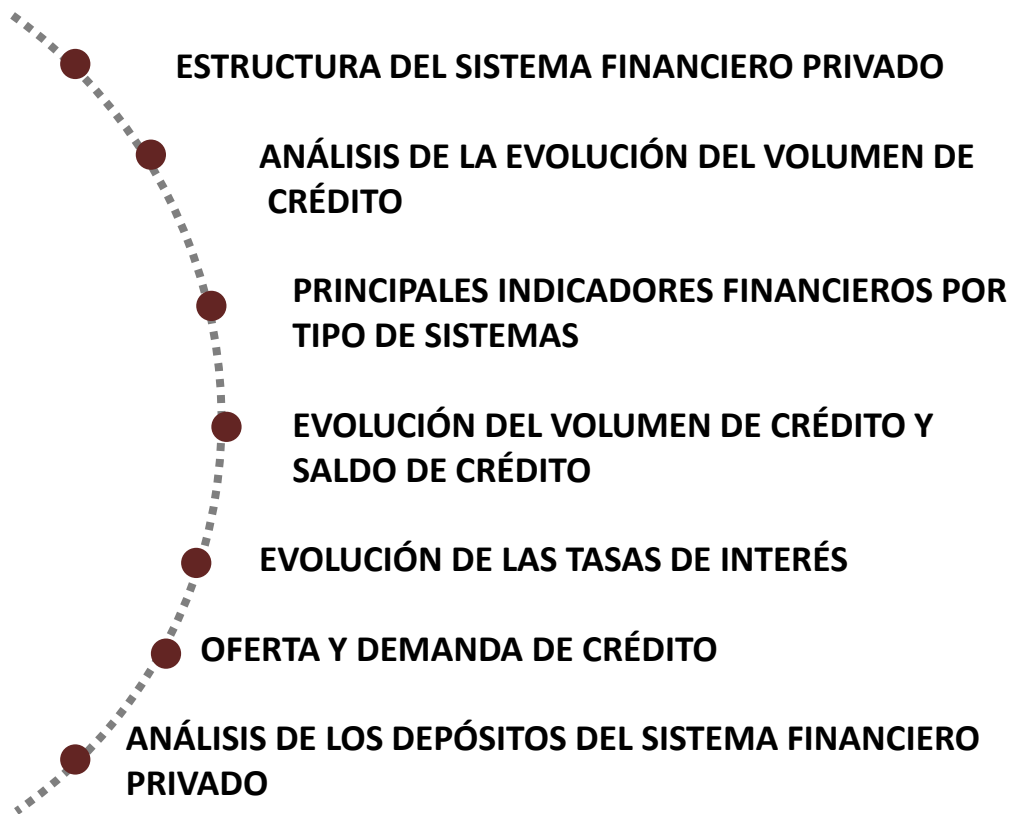 ESTRUCTURA DEL SISTEMA FINANCIERO PRIVADO
ANÁLISIS DE LA EVOLUCIÓN DEL VOLUMEN DE
CRÉDITO
PRINCIPALES INDICADORES FINANCIEROS POR
TIPO DE SISTEMAS
EVOLUCIÓN DEL VOLUMEN DE CRÉDITO Y
SALDO DE CRÉDITO
EVOLUCIÓN DE LAS TASAS DE INTERÉS
OFERTA Y DEMANDA DE CRÉDITO
ANÁLISIS DE LOS DEPÓSITOS DEL SISTEMA FINANCIERO
PRIVADO